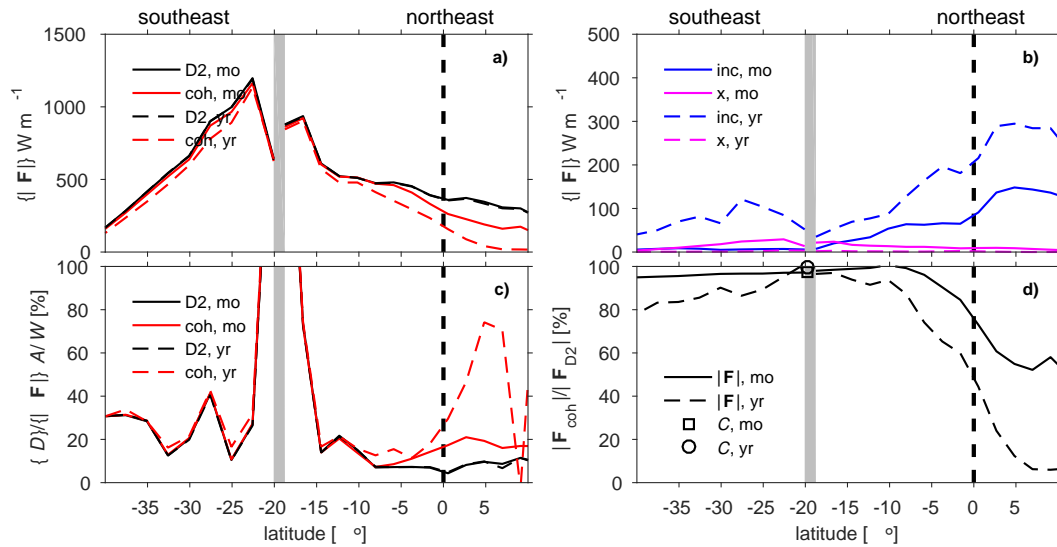 southeast northeast southeast northeast
a)
b)
{| F|} W m-1
1500
1000
500
0
D2, mo
coh, mo
D2, yr
coh, yr
{| F|} W m-1
500
400
300
200
100
0
inc, mo
x, mo
inc, yr
x, yr
c)
{ D}/{| F|} A/W [%]
100
80
60
40
20
0
D2, mo
coh, mo
D2, yr
coh, yr
-35 -30 -25 -20 -15 -10 -5 0 5
latitude [ o]
d)
|F coh|/| F D2| [%]
100
80
60
40
20
0
|F|, mo
|F|, yr
C, mo
C, yr
-35 -30 -25 -20 -15 -10 -5 0 5
latitude [ o]